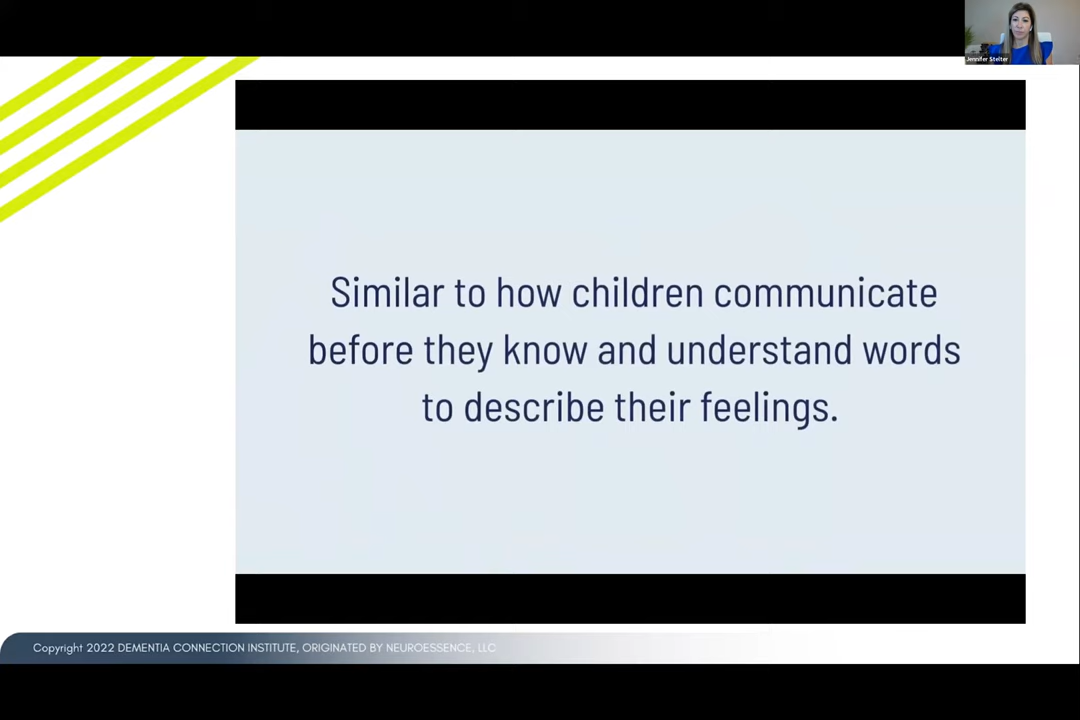 Jennifer Stelter
Similar to how children communicate
before they know and understand words
to describe their feelings.
Copyright 2022 DEMENTIA CONNECTION INSTITUTE, ORIGINATED BY NEUROESSENCE, LLC